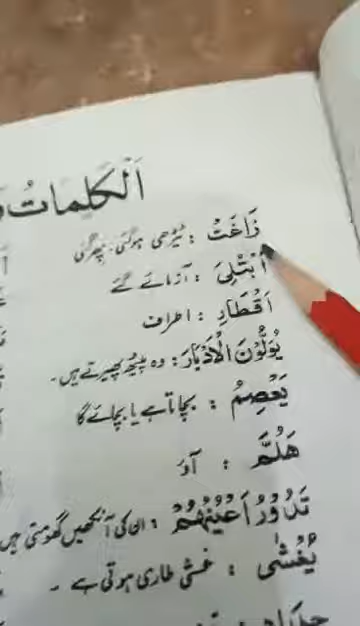 اَلْكَلِمَاتُ
زَاغَتْ : ٹیڑھی ہوگئی، پھرگئی
اُبْتُلِیَ : آزمائے گئے
اَقْطَارِ : اطراف
یُوَلُّوْنَ الْاَدْبَارَ : وہ پیٹھ پھیرتے ہیں۔
یَعْصِمُ : بچاتا ہے یا بچائے گا
هَلُمَّ : آؤ
تَدُوْرُ اَعْیُنُهُمْ : ان کی آنکھیں گھومتی ہیں
یُغْشٰی : غشی طاری ہوتی ہے ۔